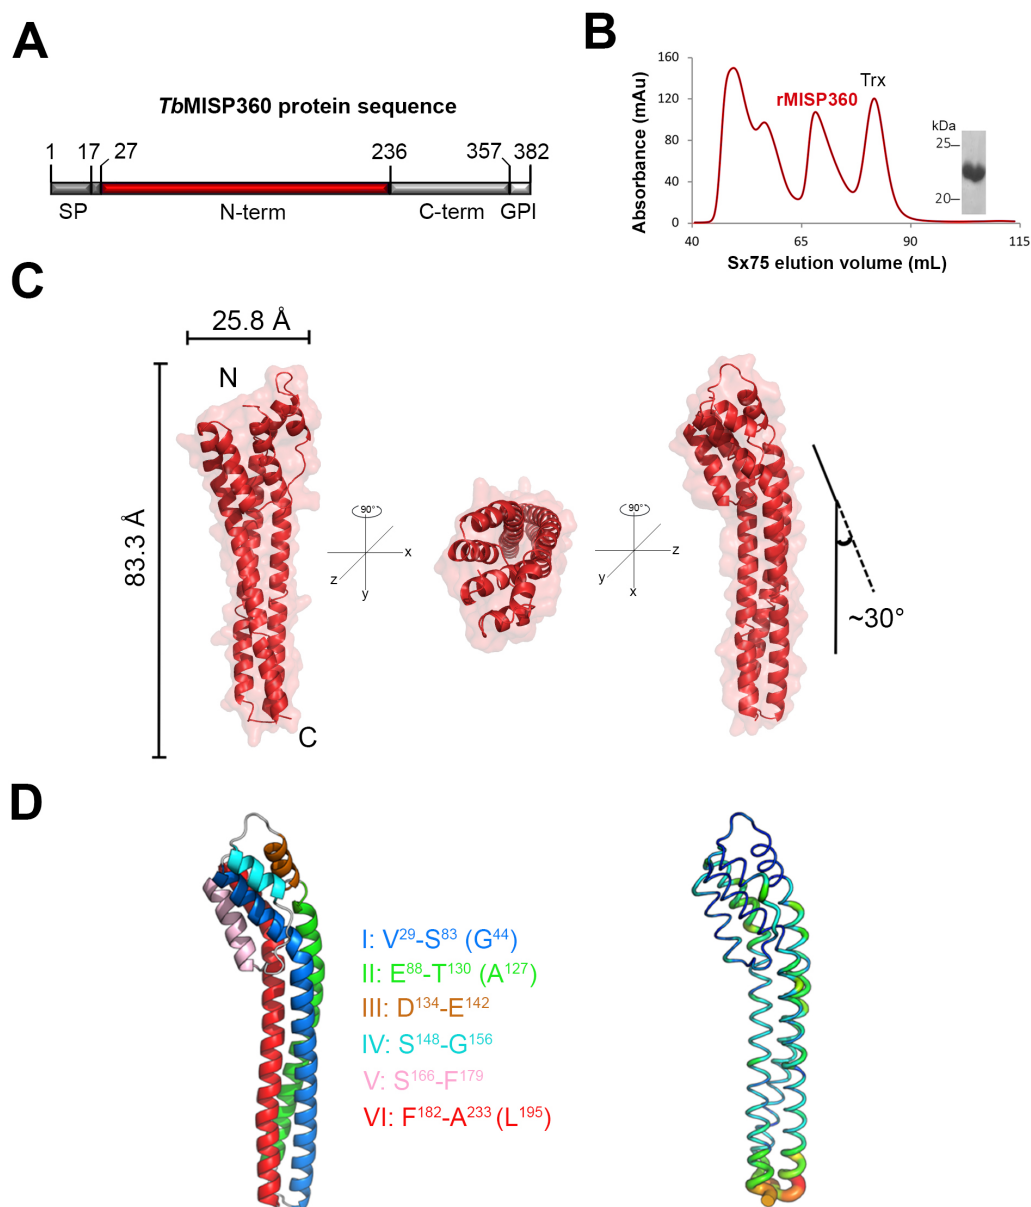 A
TbMISP360 protein sequence
1 17 27 236 357 382
SP N-term C-term GPI
B
Absorbance (mAu)
160
120
80
40
0
rMISP360
Trx
kDa
25
20
40 65 90 115
Sx75 elution volume (mL)
C
25.8 Å
83.3 Å
N
C
90°
x
z
y
90°
z
y
x
~30°
D
I: V²⁹-S⁸³ (G⁴⁴)
II: E⁸⁸-T¹³⁰ (A¹²⁷)
III: D¹³⁴-E¹⁴²
IV: S¹⁴⁸-G¹⁵⁶
V: S¹⁶⁶-F¹⁷⁹
VI: F¹⁸²-A²³³ (L¹⁹⁵)